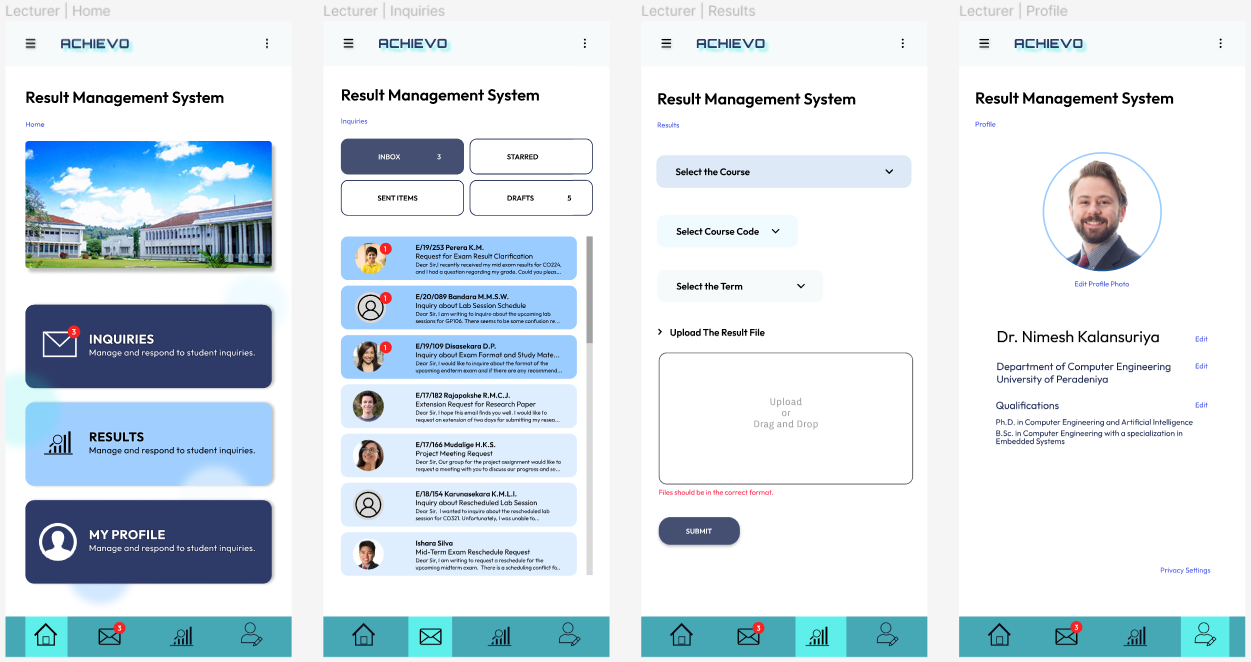 Lecturer | Home
ACHIEVO
Result Management System
Home
3
INQUIRIES
Manage and respond to student inquiries.
RESULTS
Manage and respond to student inquiries.
MY PROFILE
Manage and respond to student inquiries.
3
Lecturer | Inquiries
ACHIEVO
Result Management System
Inquiries
INBOX 3
STARRED
SENT ITEMS
DRAFTS 5
1
E/19/253 Perera K.M.
Request for Exam Result Clarification
Dear Sir,I recently received my mid exam results for CO224,
and I had a question regarding my grade. Could you pleas...
1
E/20/089 Bandara M.M.S.W.
Inquiry about Lab Session Schedule
Dear Sir, I am writing to inquire about the upcoming lab
sessions for GP106. There seems to be some confusion re...
1
E/19/109 Disasekara D.P.
Inquiry about Exam Format and Study Mate...
Dear Sir, I would like to inquire about the format of the
upcoming endterm exam and if there are any recommend...
E/17/182 Rajapakshe R.M.C.J.
Extension Request for Research Paper
Dear Sir, I hope this email finds you well. I would like to
request an extension of two days for submitting my resea...
E/17/166 Mudalige H.K.S.
Project Meeting Request
Dear Sir, Our group for the project assignment would like to
request a meeting with you to discuss our progress and se...
E/18/154 Karunasekara K.M.L.I.
Inquiry about Rescheduled Lab Session
Dear Sir, I wanted to inquire about the rescheduled lab
session for CO321. Unfortunately, I was unable to...
Ishara Silva
Mid-Term Exam Reschedule Request
Dear Sir, I am writing to request a reschedule for the
upcoming midterm exam. There is a scheduling conflict fo..
Lecturer | Results
ACHIEVO
Result Management System
Results
Select the Course
Select Course Code
Select the Term
Upload The Result File
Upload
or
Drag and Drop
Files should be in the correct format.
SUBMIT
3
Lecturer | Profile
ACHIEVO
Result Management System
Profile
Edit Profile Photo
Dr. Nimesh Kalansuriya Edit
Department of Computer Engineering Edit
University of Peradeniya
Qualifications Edit
Ph.D. in Computer Engineering and Artificial Intelligence
B.Sc. in Computer Engineering with a specialization in
Embedded Systems
Privacy Settings
3